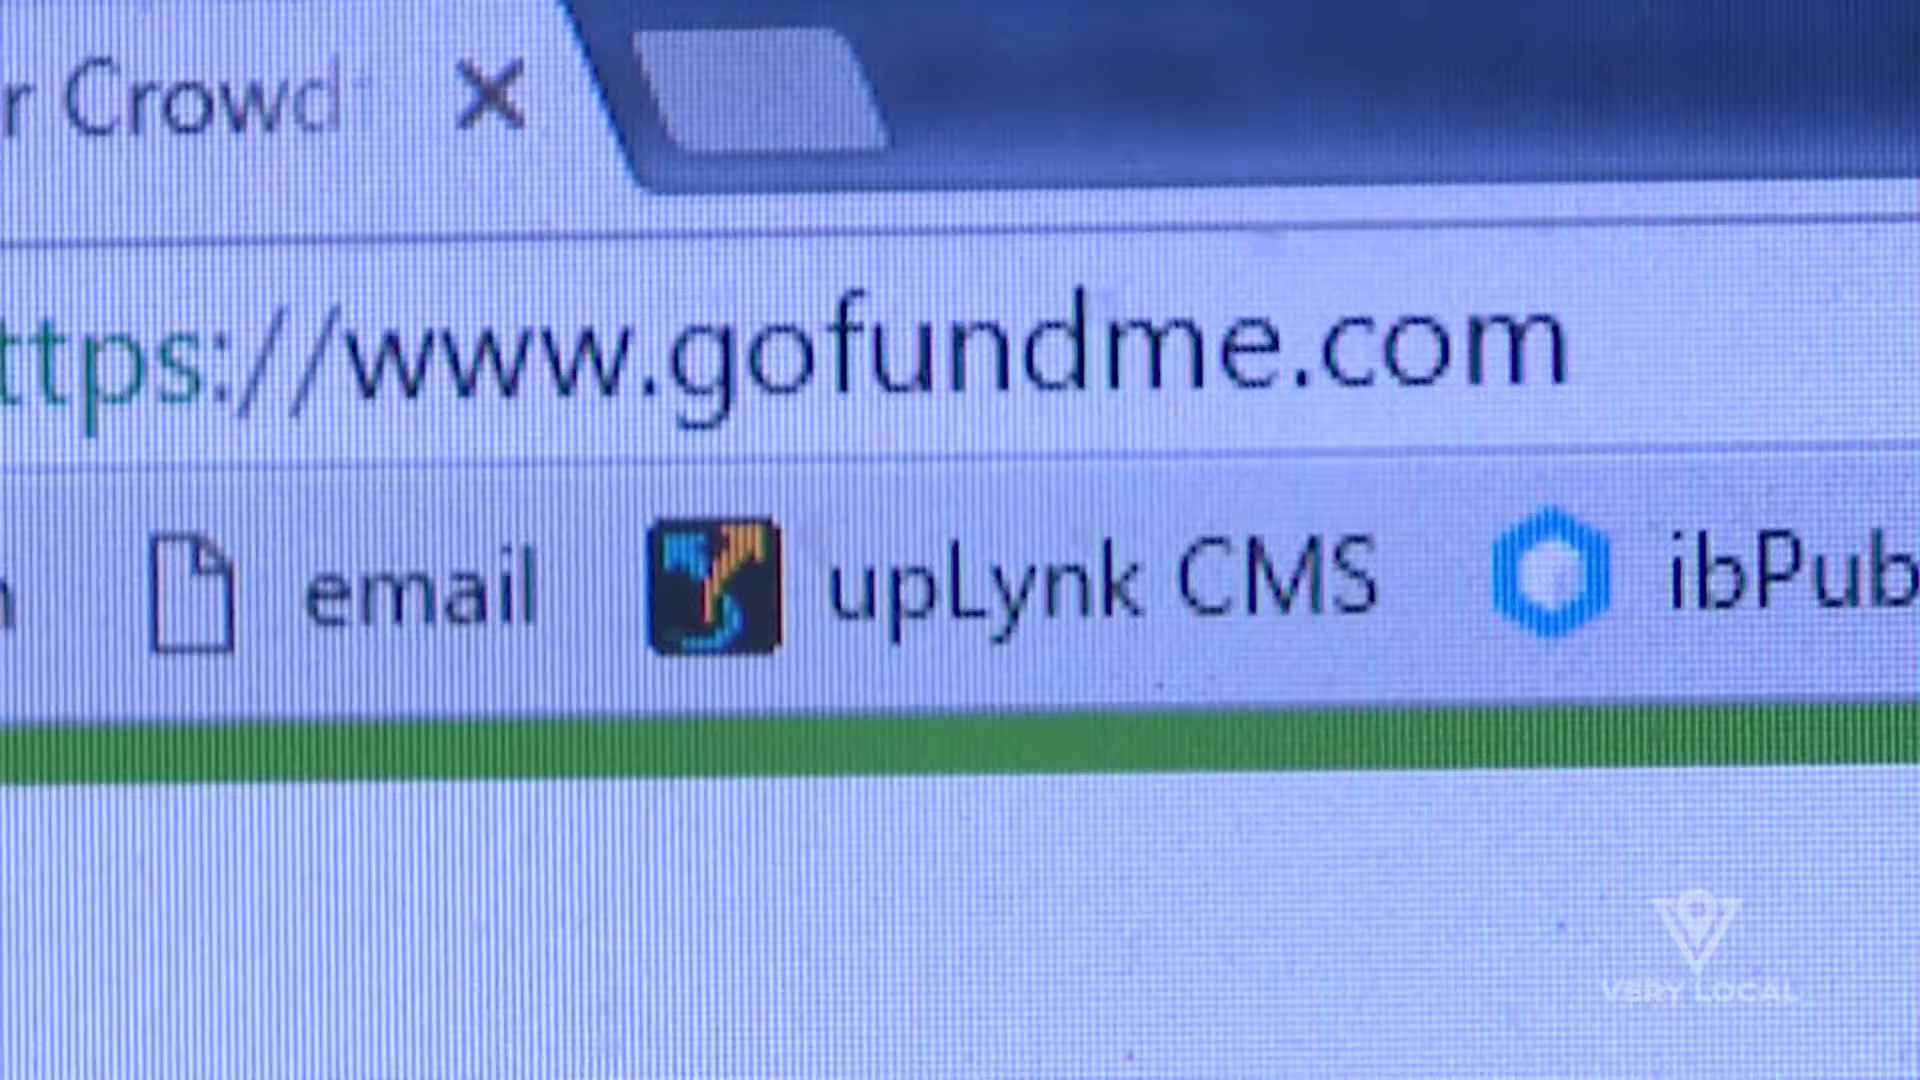 r Crowd
ttps://www.gofundme.com
email
upLynk CMS
ibPub
VERY LOCAL